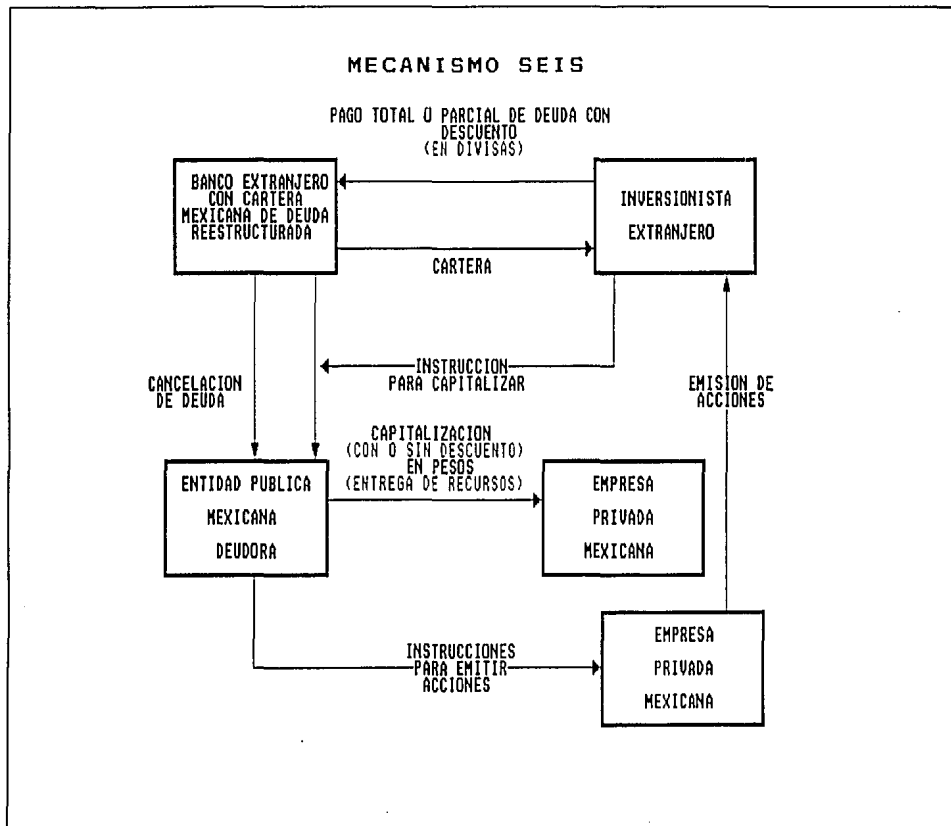 MECANISMO SEIS
PAGO TOTAL O PARCIAL DE DEUDA CON
DESCUENTO
(EN DIVISAS)
BANCO EXTRANJERO
CON CARTERA
MEXICANA DE DEUDA
REESTRUCTURADA
INVERSIONISTA
EXTRANJERO
CARTERA
INSTRUCCION
PARA CAPITALIZAR
CANCELACION
DE DEUDA
EMISION DE
ACCIONES
CAPITALIZACION
(CON O SIN DESCUENTO)
EN PESOS
(ENTREGA DE RECURSOS)
ENTIDAD PUBLICA
MEXICANA
DEUDORA
EMPRESA
PRIVADA
MEXICANA
INSTRUCCIONES
PARA EMITIR
ACCIONES
EMPRESA
PRIVADA
MEXICANA